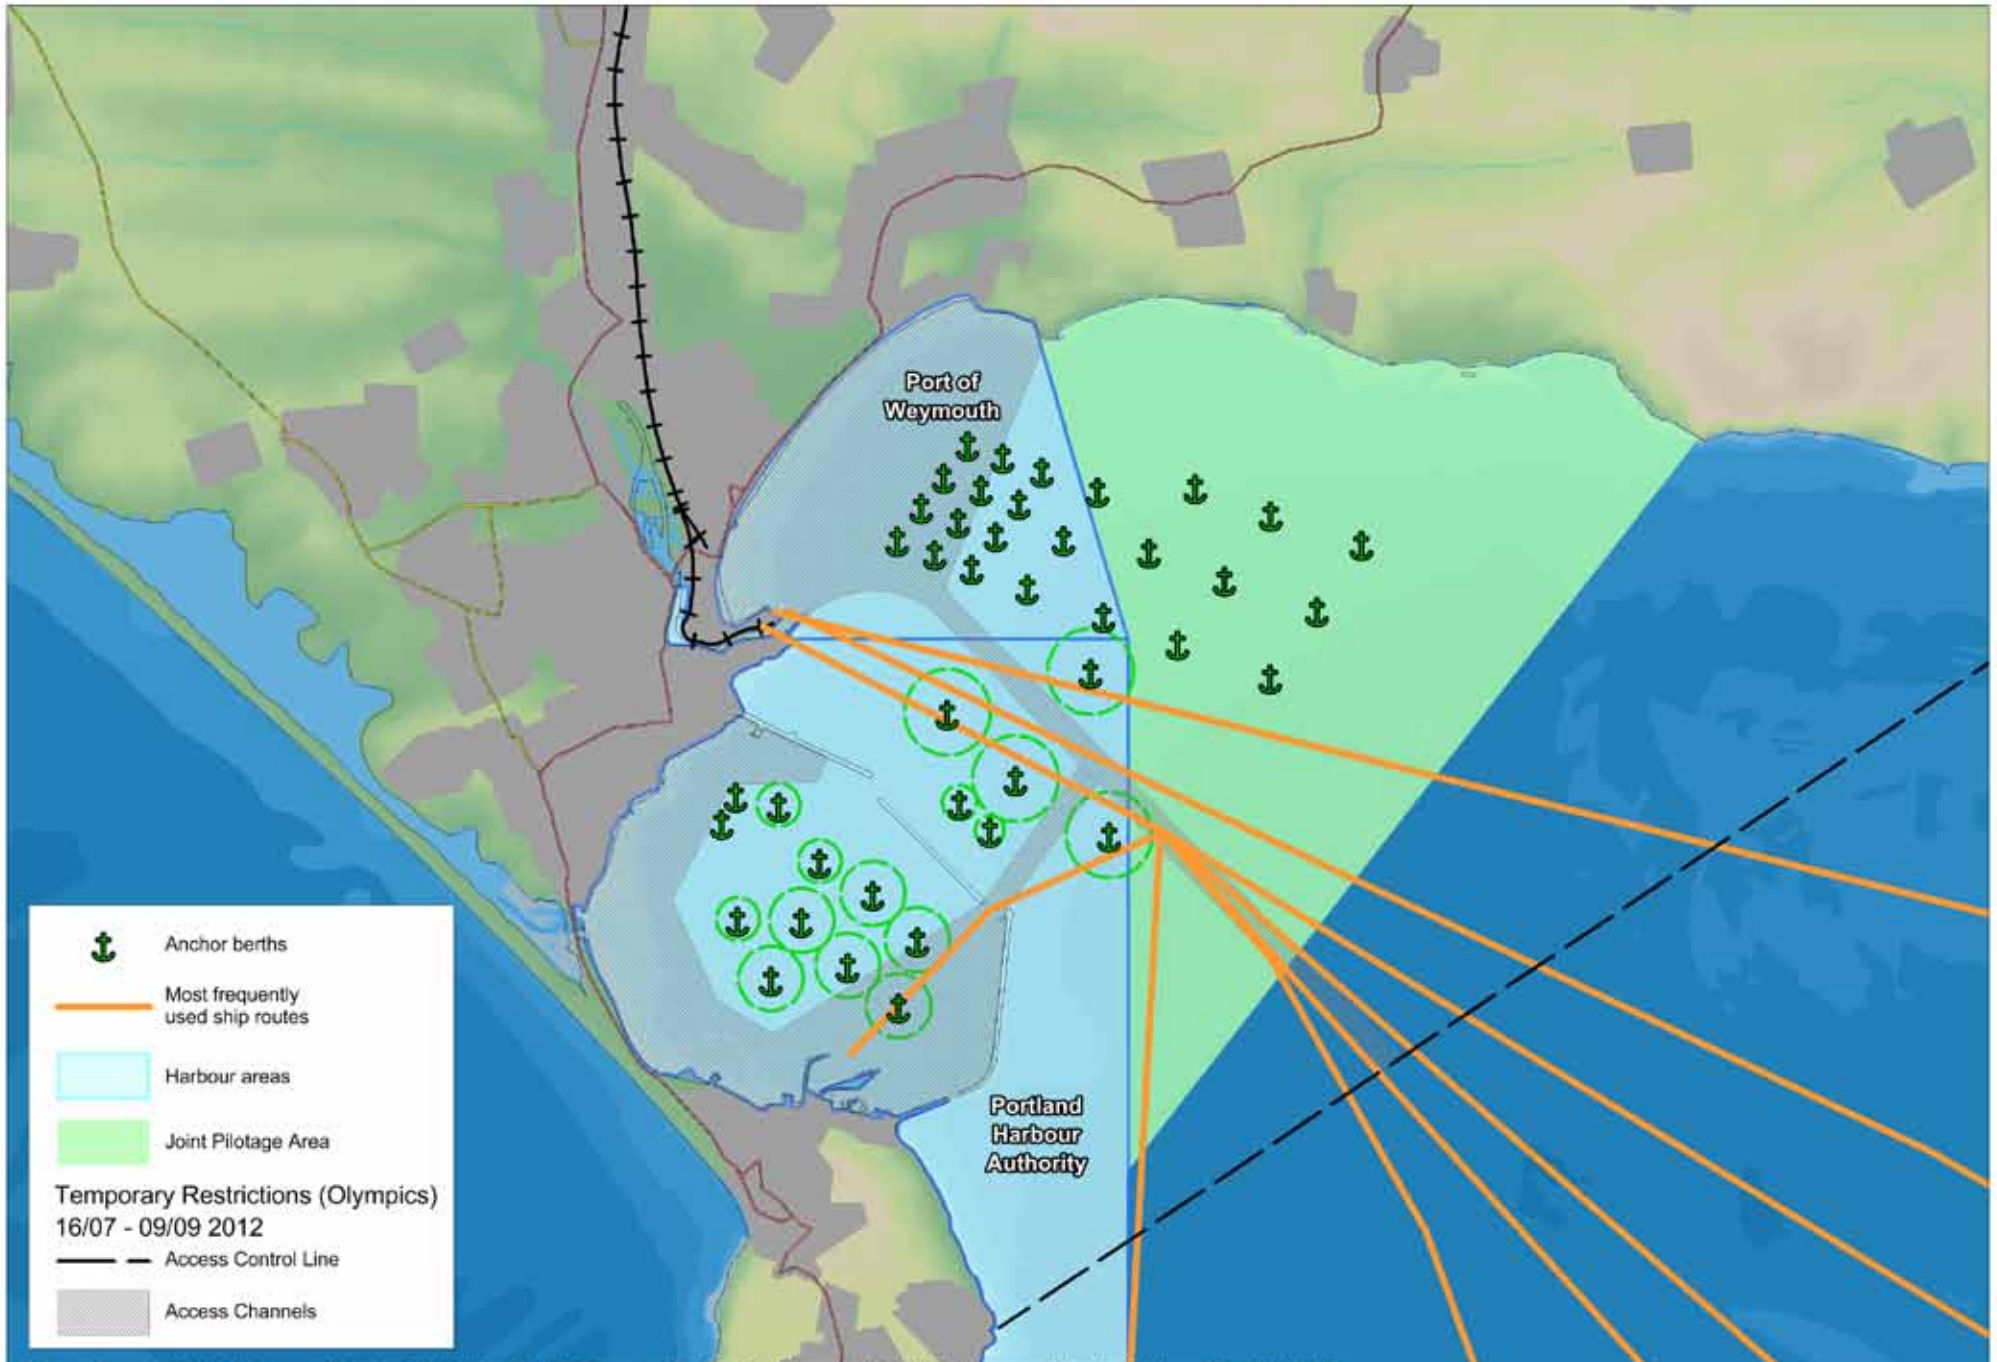 Port of
Weymouth
Portland
Harbour
Authority
Anchor berths
Most frequently
used ship routes
Harbour areas
Joint Pilotage Area
Temporary Restrictions (Olympics)
16/07 - 09/09 2012
Access Control Line
Access Channels